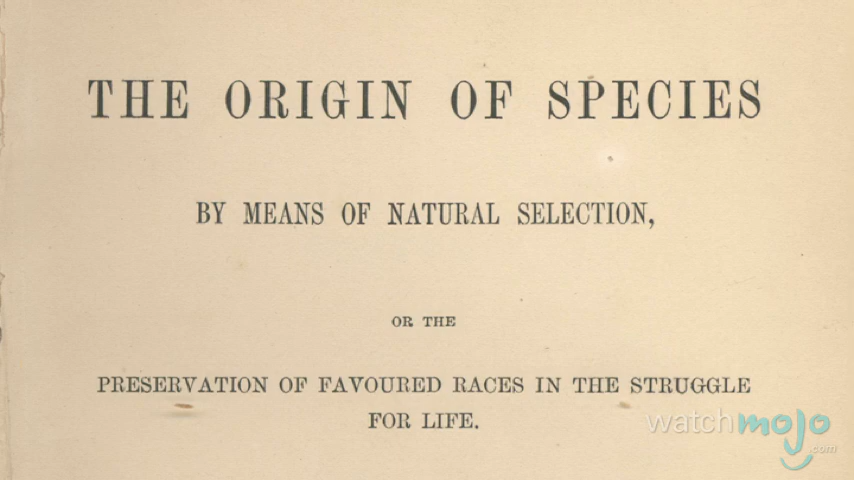 THE ORIGIN OF SPECIES
BY MEANS OF NATURAL SELECTION,
OR THE
PRESERVATION OF FAVOURED RACES IN THE STRUGGLE
FOR LIFE.
watchmojo
.com